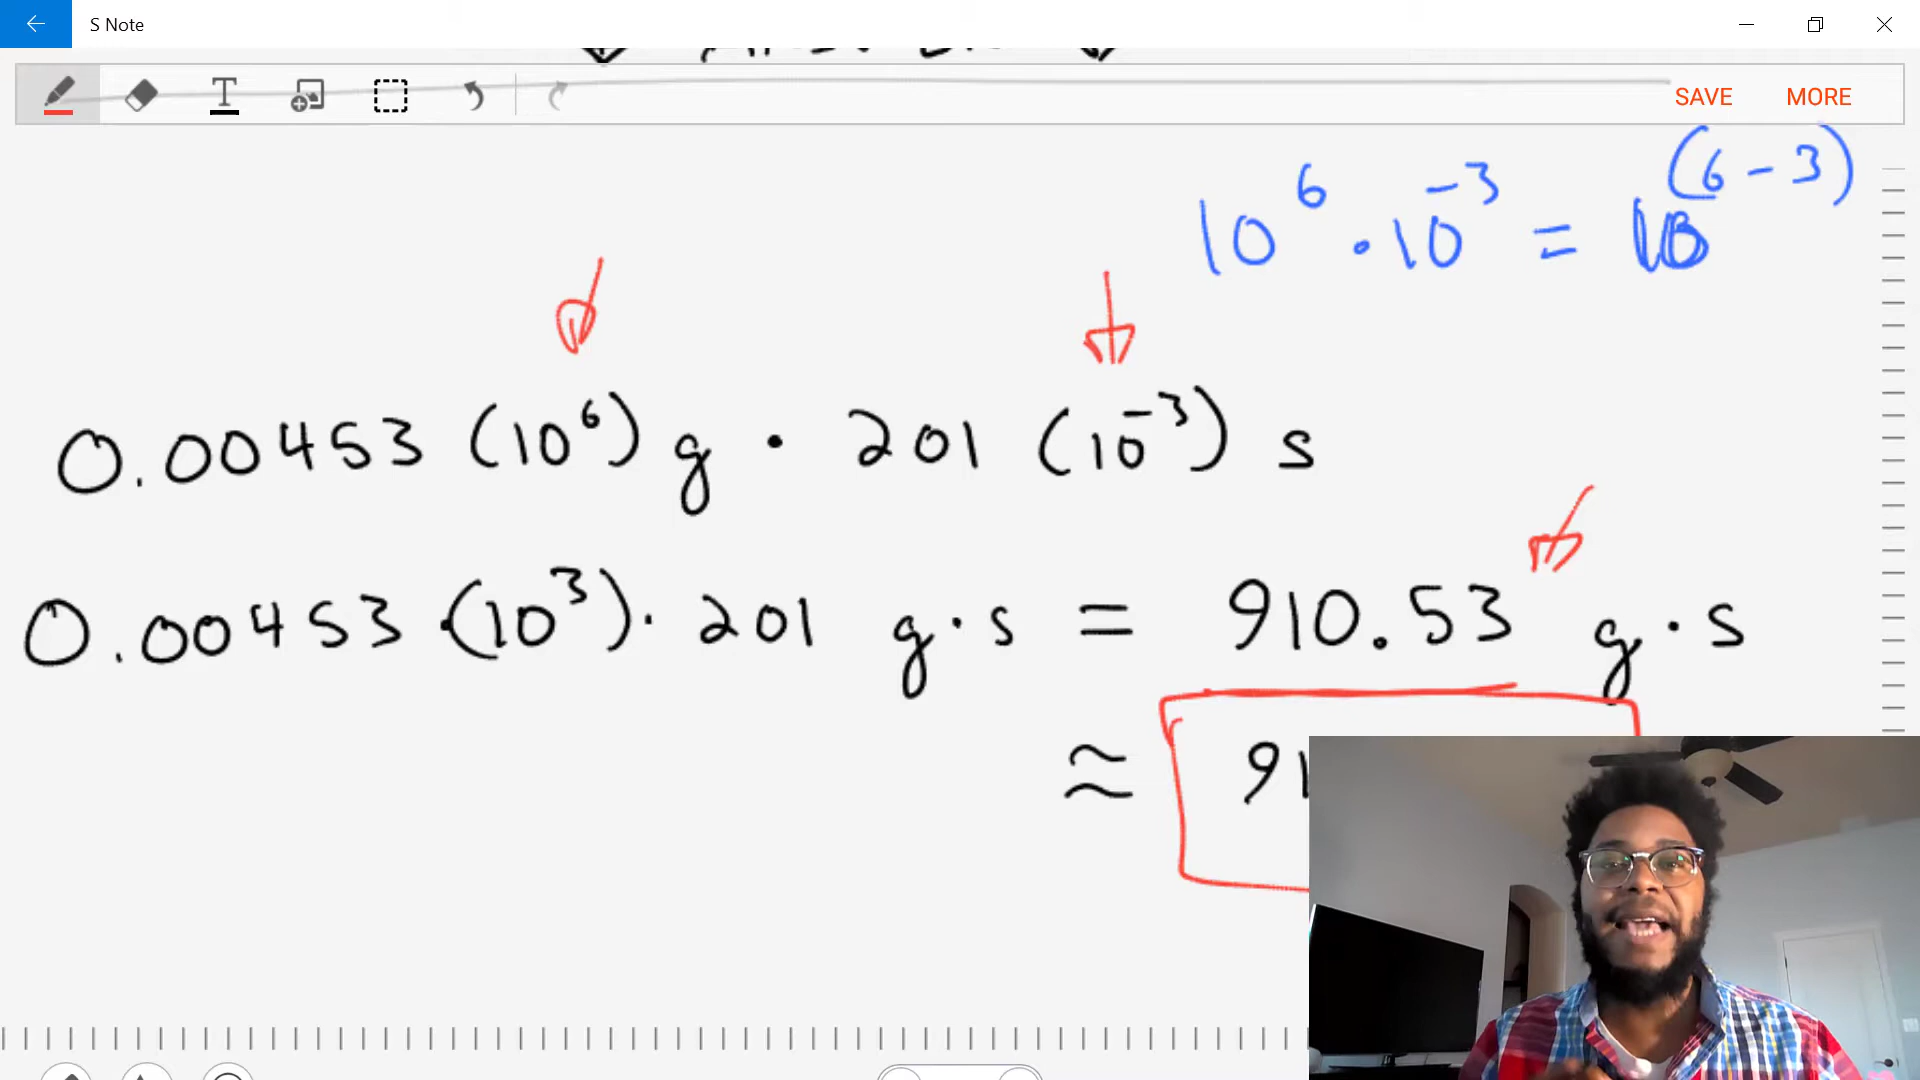 S Note
SAVE MORE
10^6 · 10^-3 = 10^(6-3)
0.00453 (10^6) g · 201 (10^-3) s
0.00453 · (10^3) · 201 g · s = 910.53 g · s
≈ 91